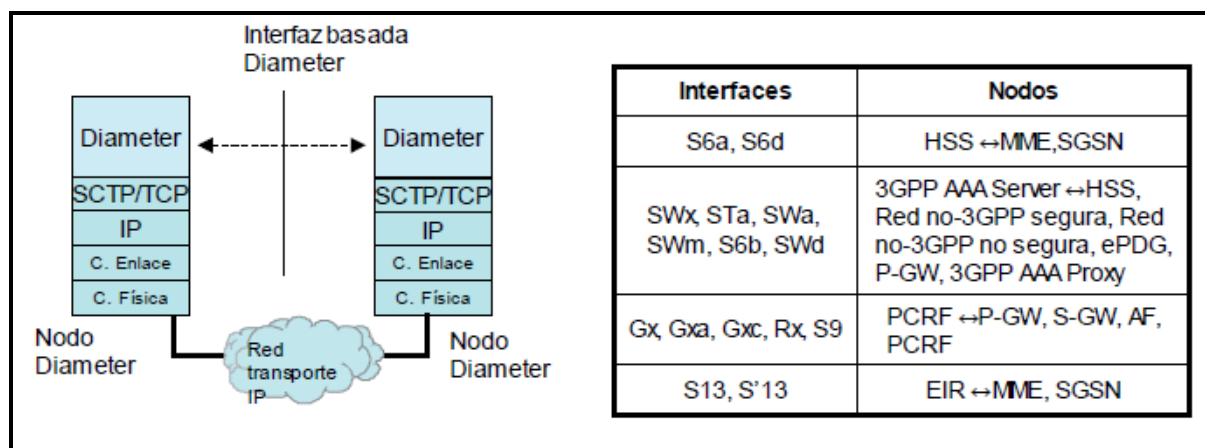 Interfaz basada
Diameter
Diameter
SCTP/TCP
IP
C. Enlace
C. Física
Nodo
Diameter
Diameter
SCTP/TCP
IP
C. Enlace
C. Física
Nodo
Diameter
Red
transporte
IP
Interfaces
Nodos
S6a, S6d
HSS ↔MME,SGSN
SWx, STa, SWa,
SWm, S6b, SWd
3GPP AAA Server ↔HSS,
Red no-3GPP segura, Red
no-3GPP no segura, ePDG,
P-GW, 3GPP AAA Proxy
Gx, Gxa, Gxc, Rx, S9
PCRF ↔P-GW, S-GW, AF,
PCRF
S13, S'13
EIR ↔MME, SGSN